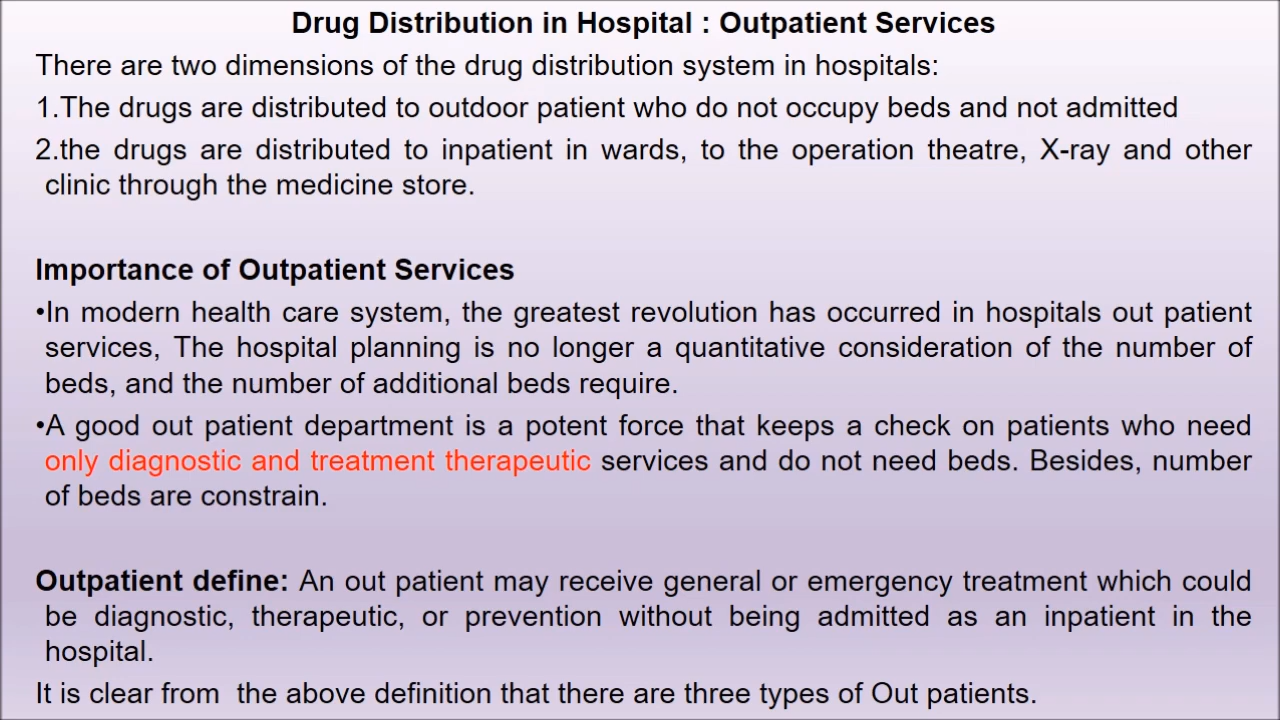 Drug Distribution in Hospital : Outpatient Services
There are two dimensions of the drug distribution system in hospitals:
1.The drugs are distributed to outdoor patient who do not occupy beds and not admitted
2.the drugs are distributed to inpatient in wards, to the operation theatre, X-ray and other
clinic through the medicine store.
Importance of Outpatient Services
•In modern health care system, the greatest revolution has occurred in hospitals out patient
services, The hospital planning is no longer a quantitative consideration of the number of
beds, and the number of additional beds require.
•A good out patient department is a potent force that keeps a check on patients who need
only diagnostic and treatment therapeutic services and do not need beds. Besides, number
of beds are constrain.
Outpatient define: An out patient may receive general or emergency treatment which could
be diagnostic, therapeutic, or prevention without being admitted as an inpatient in the
hospital.
It is clear from  the above definition that there are three types of Out patients.